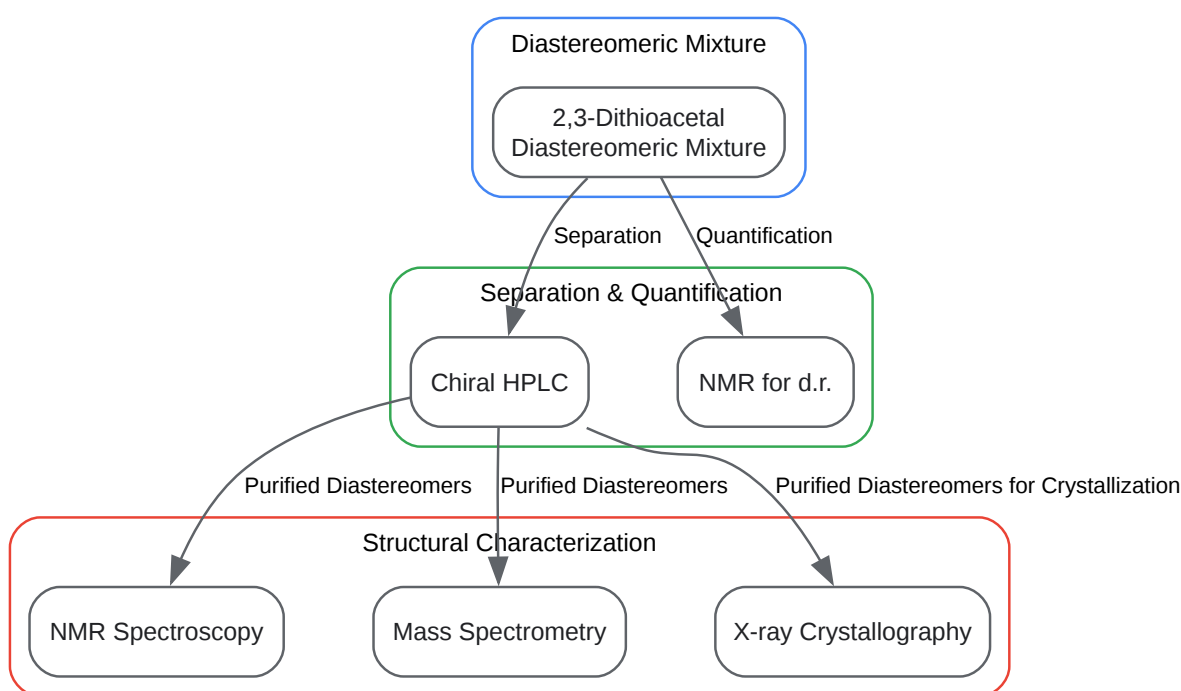 Diastereomeric Mixture
2,3-Dithioacetal
Diastereomeric Mixture
Separation
Quantification
Separation & Quantification
Chiral HPLC
NMR for d.r.
Purified Diastereomers
Purified Diastereomers
Purified Diastereomers for Crystallization
Structural Characterization
NMR Spectroscopy
Mass Spectrometry
X-ray Crystallography